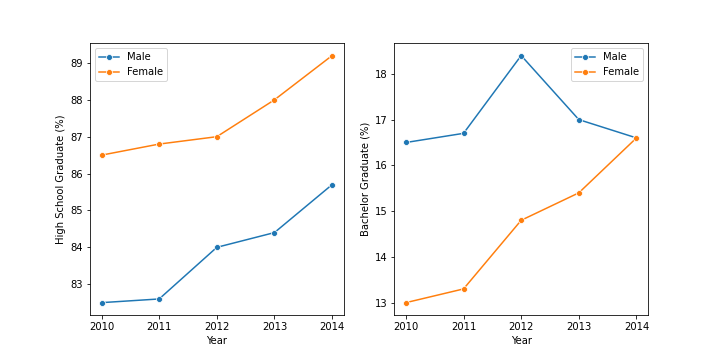 Male
Female
89
88
87
86
85
84
83
High School Graduate (%)
2010 2011 2012 2013 2014
Year
Male
Female
18
17
16
15
14
13
Bachelor Graduate (%)
2010 2011 2012 2013 2014
Year